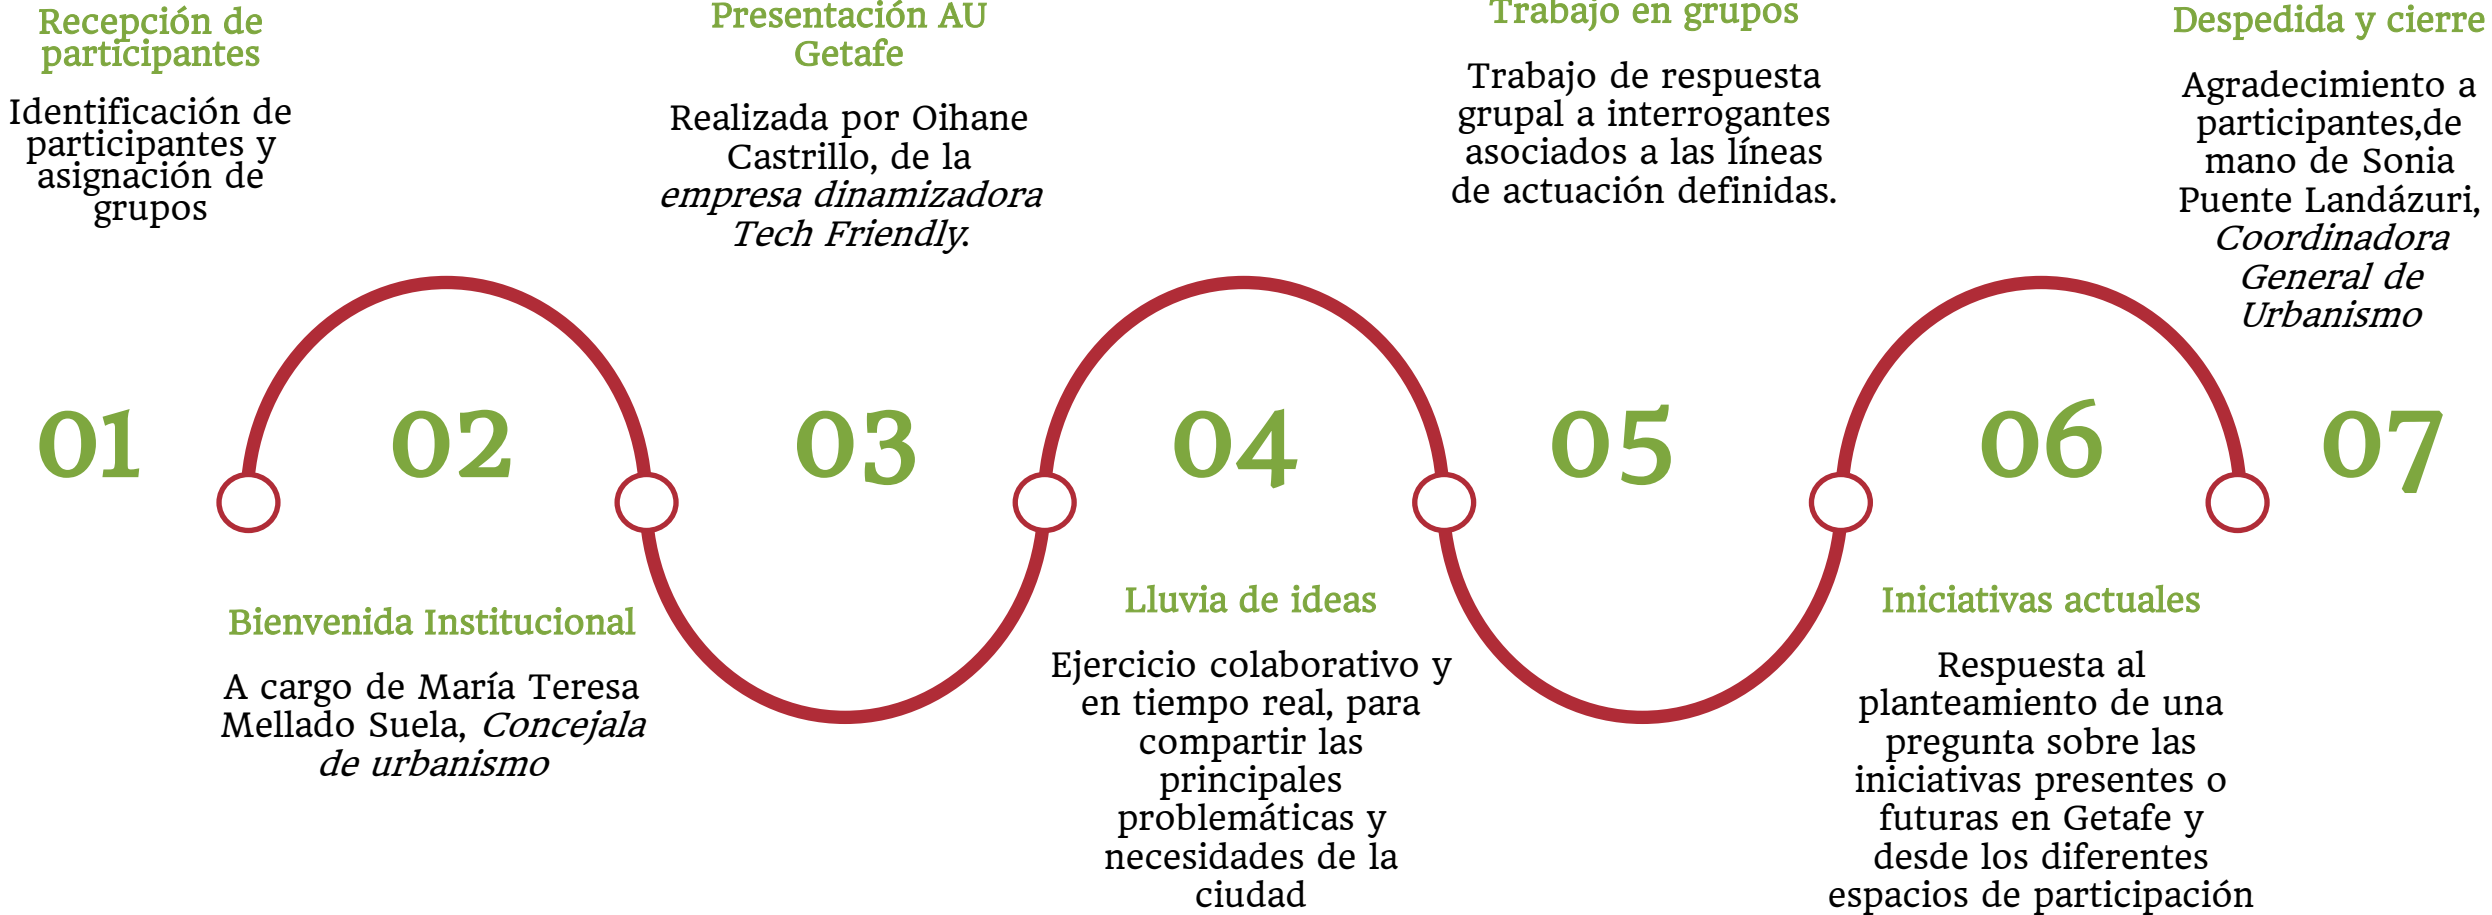 Recepción de
participantes
Identificación de
participantes y
asignación de
grupos
01
02
Bienvenida Institucional
A cargo de María Teresa
Mellado Suela, Concejala
de urbanismo
Presentación AU
Getafe
Realizada por Oihane
Castrillo, de la
empresa dinamizadora
Tech Friendly.
03
04
Lluvia de ideas
Ejercicio colaborativo y
en tiempo real, para
compartir las
principales
problemáticas y
necesidades de la
ciudad
Trabajo en grupos
Trabajo de respuesta
grupal a interrogantes
asociados a las líneas
de actuación definidas.
05
06
Iniciativas actuales
Respuesta al
planteamiento de una
pregunta sobre las
iniciativas presentes o
futuras en Getafe y
desde los diferentes
espacios de participación
Despedida y cierre
Agradecimiento a
participantes,de
mano de Sonia
Puente Landázuri,
Coordinadora
General de
Urbanismo
07